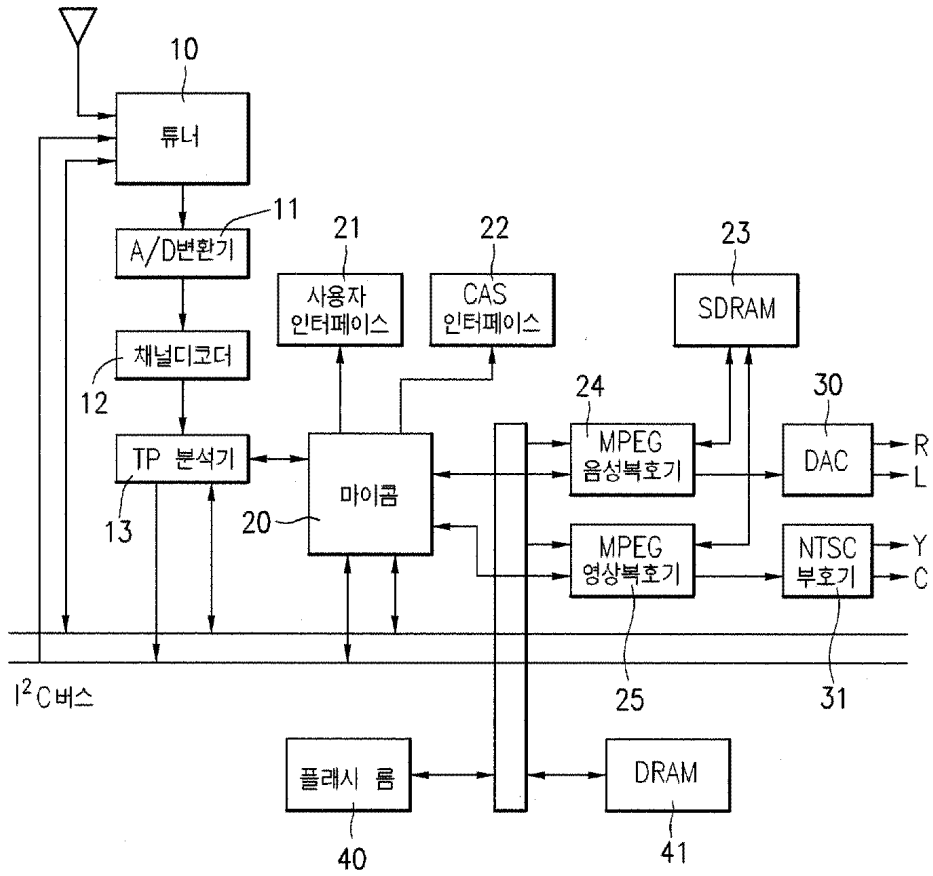 10
튜너
11
A/D변환기
21
22
23
사용자
인터페이스
CAS
인터페이스
SDRAM
채널디코더
12
24
30
MPEG
음성복호기
DAC
R
L
TP 분석기
13
마이콤
20
MPEG
영상복호기
NTSC
부호기
Y
C
I²C버스
25
31
플래시 롬
DRAM
40
41